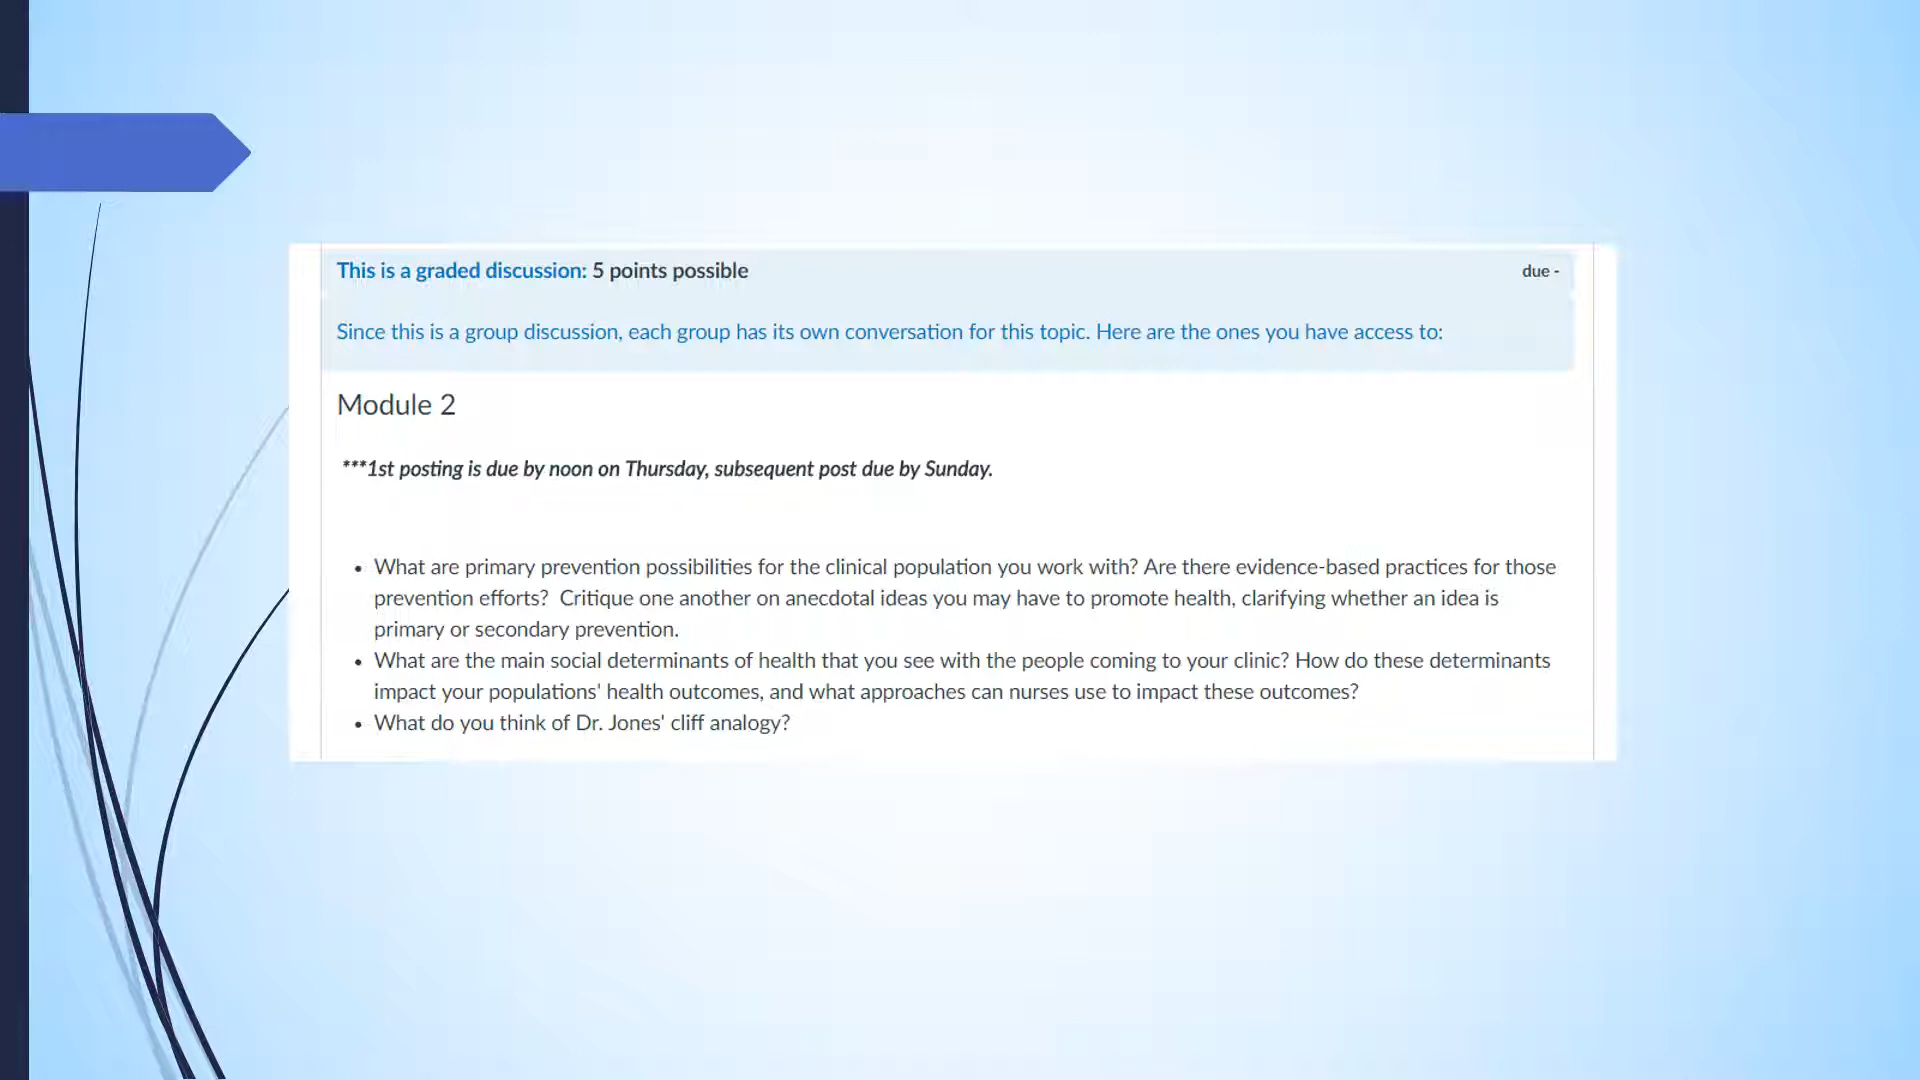 This is a graded discussion: 5 points possible
due -
Since this is a group discussion, each group has its own conversation for this topic. Here are the ones you have access to:
Module 2
***1st posting is due by noon on Thursday, subsequent post due by Sunday.
• What are primary prevention possibilities for the clinical population you work with? Are there evidence-based practices for those
prevention efforts?  Critique one another on anecdotal ideas you may have to promote health, clarifying whether an idea is
primary or secondary prevention.
• What are the main social determinants of health that you see with the people coming to your clinic? How do these determinants
impact your populations' health outcomes, and what approaches can nurses use to impact these outcomes?
• What do you think of Dr. Jones' cliff analogy?